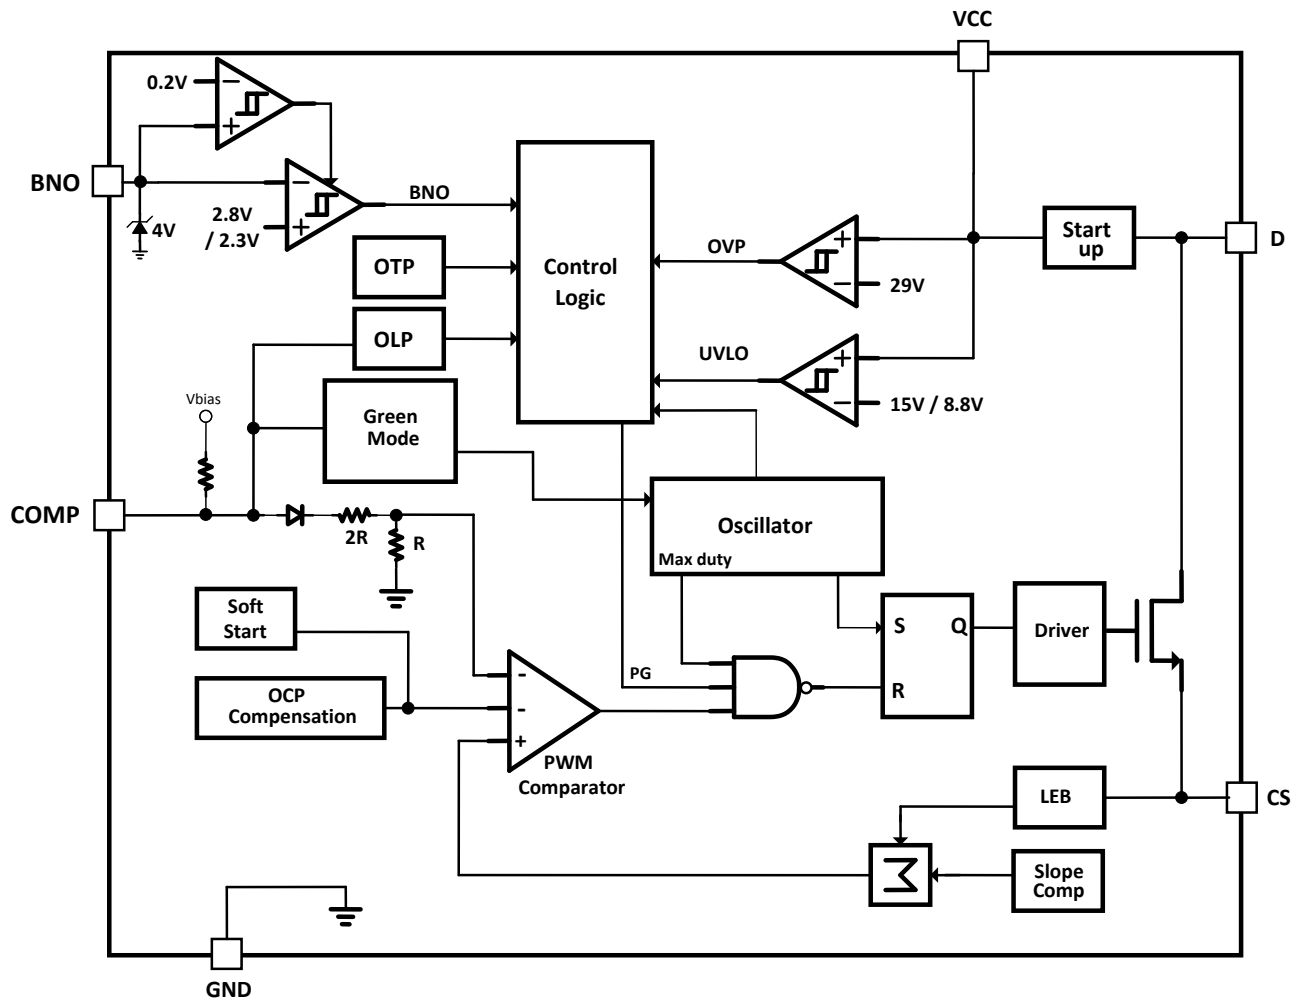 VCC
0.2V
BNO
4V
2.8V
/ 2.3V
BNO
OTP
OLP
Control
Logic
OVP
29V
Start
up
D
UVLO
15V / 8.8V
Vbias
Green
Mode
COMP
2R
R
Oscillator
Max duty
Soft
Start
OCP
Compensation
PG
PWM
Comparator
S
Q
R
Driver
LEB
CS
Σ
Slope
Comp
GND